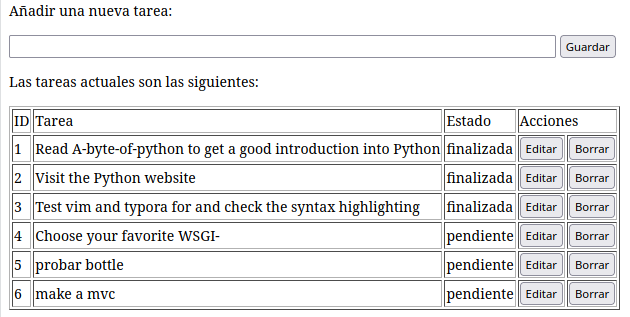 Añadir una nueva tarea:
Guardar
Las tareas actuales son las siguientes:
ID Tarea Estado Acciones
1 Read A-byte-of-python to get a good introduction into Python finalizada Editar Borrar
2 Visit the Python website finalizada Editar Borrar
3 Test vim and typora for and check the syntax highlighting finalizada Editar Borrar
4 Choose your favorite WSGI- pendiente Editar Borrar
5 probar bottle pendiente Editar Borrar
6 make a mvc pendiente Editar Borrar